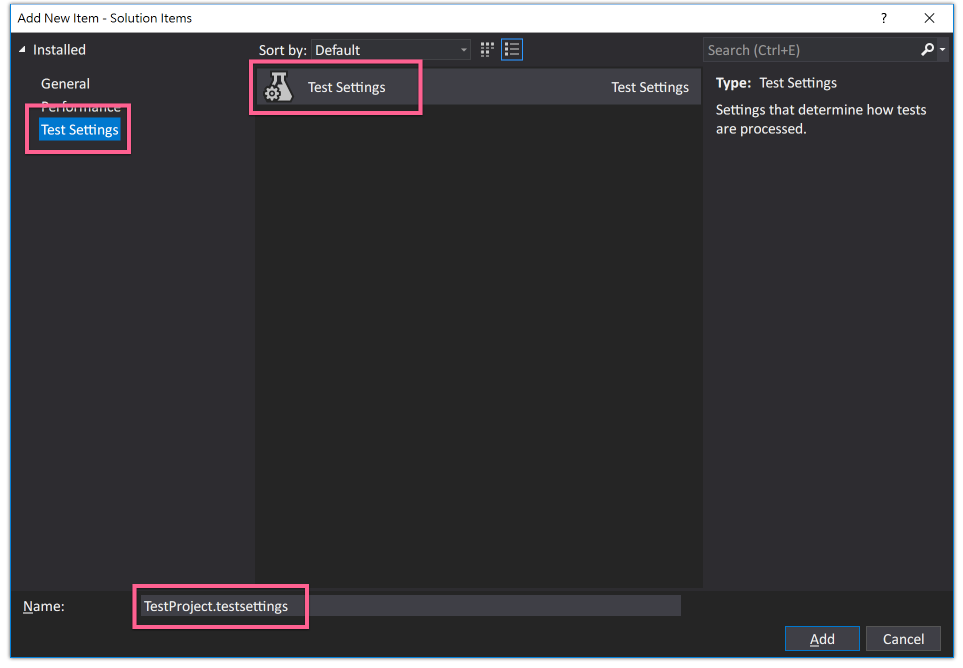 Add New Item - Solution Items
?
Installed
Sort by: Default
Search (Ctrl+E)
General
Performance
Test Settings
Test Settings
Test Settings
Type: Test Settings
Settings that determine how tests
are processed.
Name: TestProject.testsettings
Add
Cancel